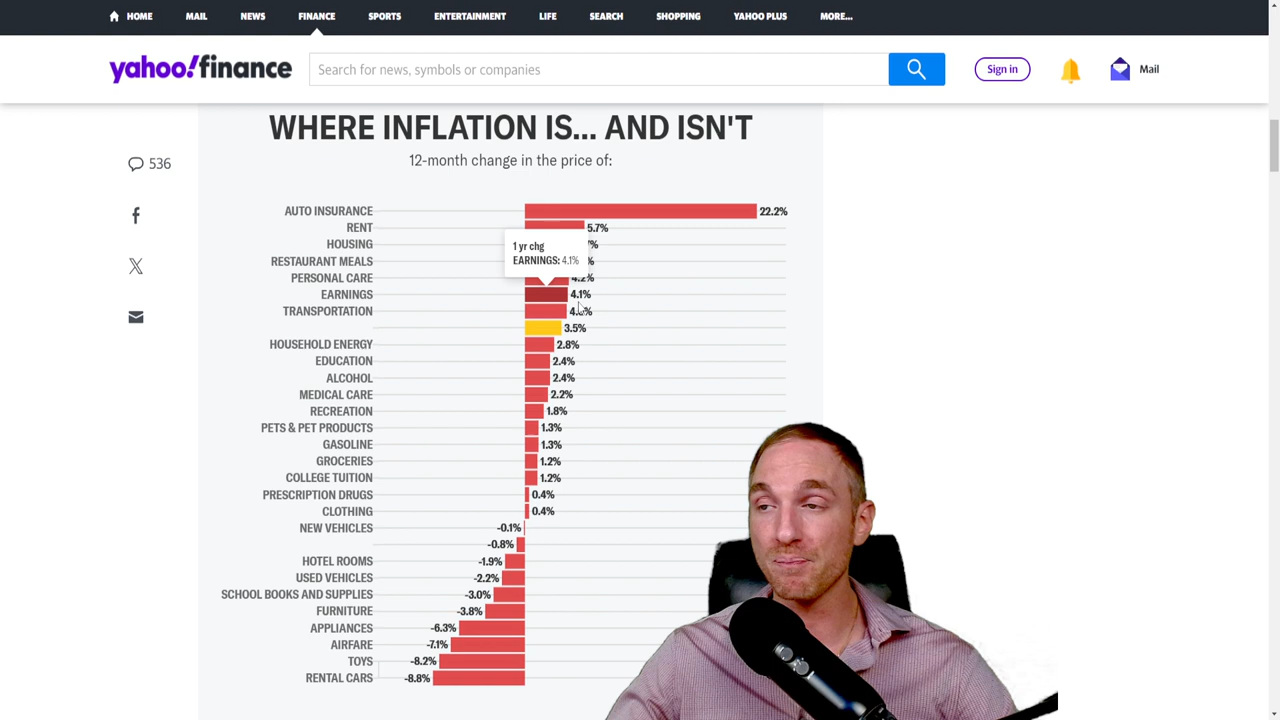 HOME MAIL NEWS FINANCE SPORTS ENTERTAINMENT LIFE SEARCH SHOPPING YAHOO PLUS MORE...
yahoo!finance Search for news, symbols or companies Sign in Mail
WHERE INFLATION IS... AND ISN'T
12-month change in the price of:
536
AUTO INSURANCE 22.2%
RENT 5.7%
HOUSING
RESTAURANT MEALS
PERSONAL CARE 4.2%
1 yr chg
EARNINGS: 4.1%
EARNINGS 4.1%
TRANSPORTATION
3.5%
HOUSEHOLD ENERGY 2.8%
EDUCATION 2.4%
ALCOHOL 2.4%
MEDICAL CARE 2.2%
RECREATION 1.8%
PETS & PET PRODUCTS 1.3%
GASOLINE 1.3%
GROCERIES 1.2%
COLLEGE TUITION 1.2%
PRESCRIPTION DRUGS 0.4%
CLOTHING 0.4%
NEW VEHICLES -0.1%
-0.8%
HOTEL ROOMS -1.9%
USED VEHICLES -2.2%
SCHOOL BOOKS AND SUPPLIES -3.0%
FURNITURE -3.8%
APPLIANCES -6.3%
AIRFARE -7.1%
TOYS -8.2%
RENTAL CARS -8.8%